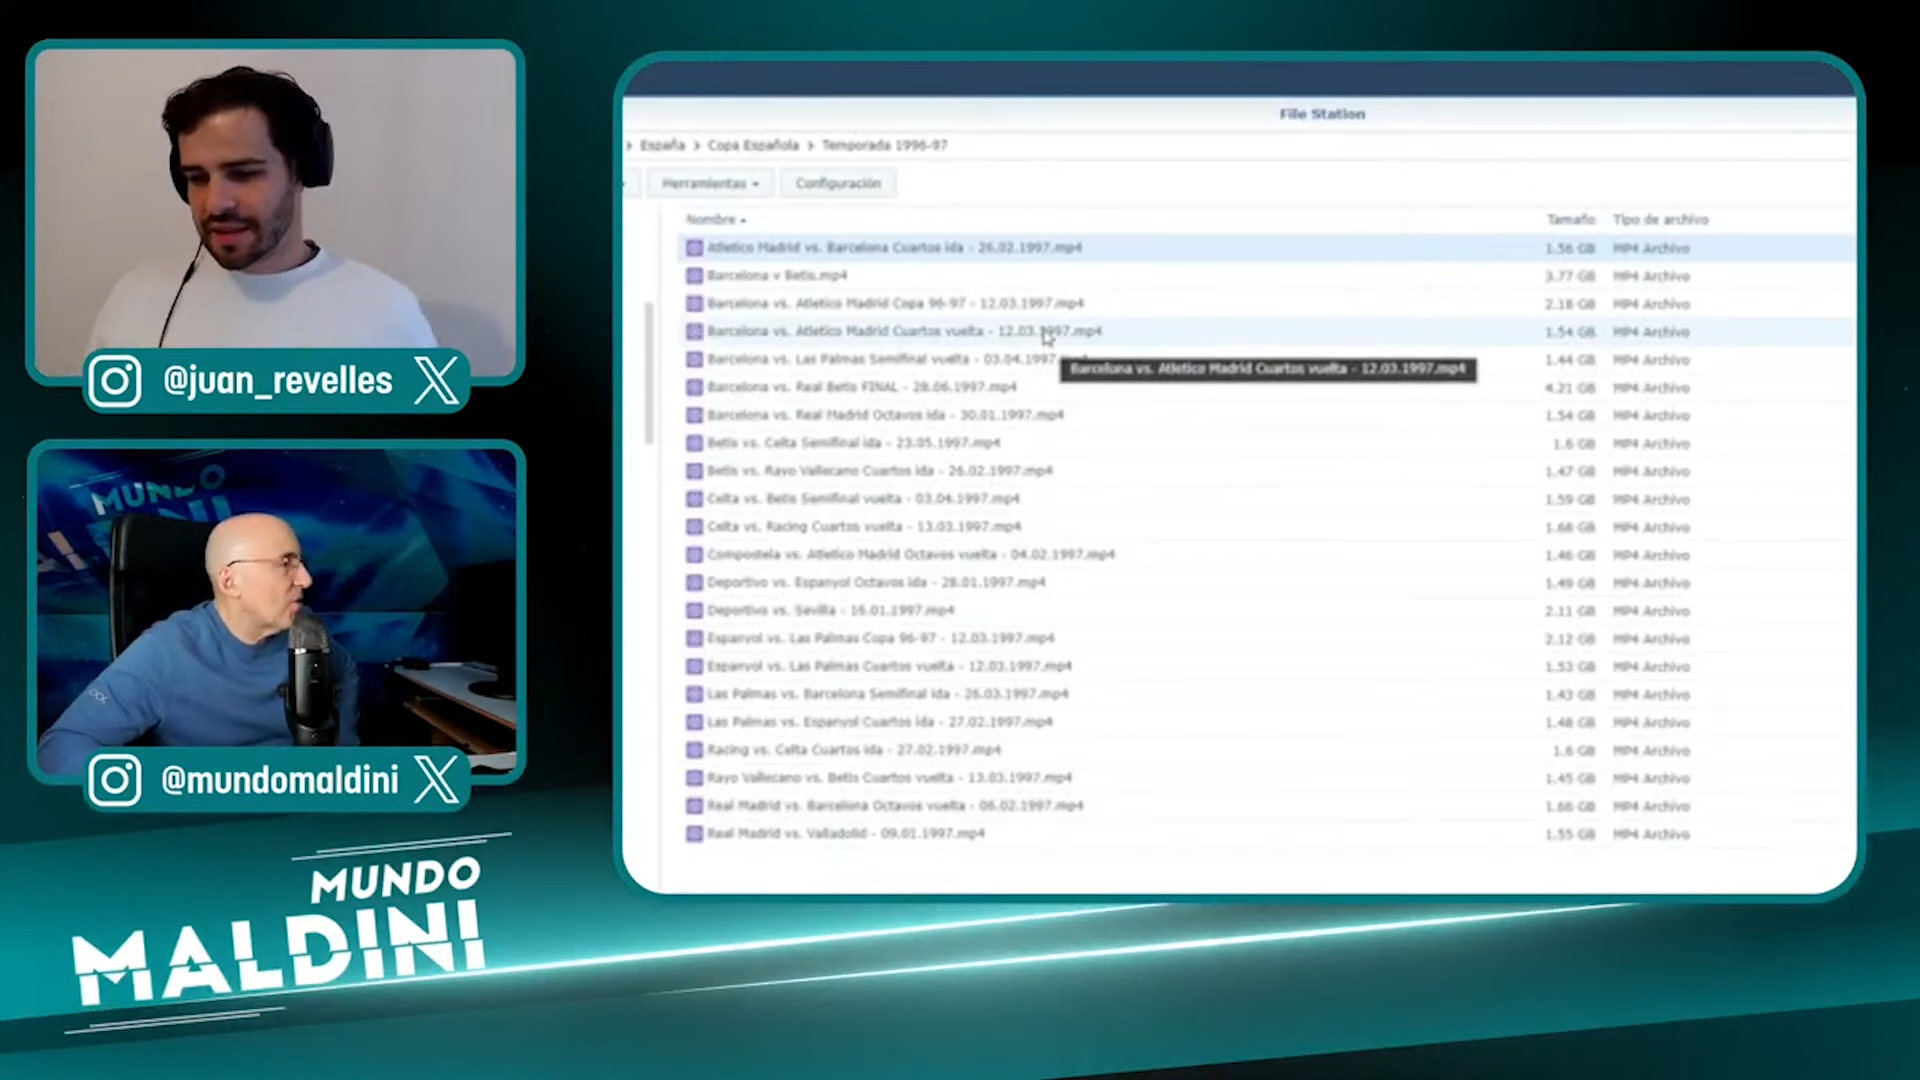 @juan_revelles
MUNDO
@mundomaldini
MUNDO
MALDINI
File Station
España > Copa Española > Temporada 1996-97
Herramientas Configuración
Nombre Tamaño Tipo de archivo
Atletico Madrid vs. Barcelona Cuartos ida - 26.02.1997.mp4 1.56 GB MP4 Archivo
Barcelona v Betis.mp4 3.77 GB MP4 Archivo
Barcelona vs. Atletico Madrid Copa 96-97 - 12.03.1997.mp4 2.18 GB MP4 Archivo
Barcelona vs. Atletico Madrid Cuartos vuelta - 12.03.1997.mp4 1.54 GB MP4 Archivo
Barcelona vs. Las Palmas Semifinal vuelta - 03.04.1997 1.44 GB MP4 Archivo
Barcelona vs. Atletico Madrid Cuartos vuelta - 12.03.1997.mp4
Barcelona vs. Real Betis FINAL - 28.06.1997.mp4 4.21 GB MP4 Archivo
Barcelona vs. Real Madrid Octavos ida - 30.01.1997.mp4 1.54 GB MP4 Archivo
Betis vs. Celta Semifinal ida - 23.05.1997.mp4 1.6 GB MP4 Archivo
Betis vs. Rayo Vallecano Cuartos ida - 26.02.1997.mp4 1.47 GB MP4 Archivo
Celta vs. Betis Semifinal vuelta - 03.04.1997.mp4 1.59 GB MP4 Archivo
Celta vs. Racing Cuartos vuelta - 13.03.1997.mp4 1.68 GB MP4 Archivo
Compostela vs. Atletico Madrid Octavos vuelta - 04.02.1997.mp4 1.46 GB MP4 Archivo
Deportivo vs. Espanyol Octavos ida - 28.01.1997.mp4 1.49 GB MP4 Archivo
Deportivo vs. Sevilla - 16.01.1997.mp4 2.11 GB MP4 Archivo
Espanyol vs. Las Palmas Copa 96-97 - 12.03.1997.mp4 2.12 GB MP4 Archivo
Espanyol vs. Las Palmas Cuartos vuelta - 12.03.1997.mp4 1.53 GB MP4 Archivo
Las Palmas vs. Barcelona Semifinal ida - 26.03.1997.mp4 1.43 GB MP4 Archivo
Las Palmas vs. Espanyol Cuartos ida - 27.02.1997.mp4 1.48 GB MP4 Archivo
Racing vs. Celta Cuartos ida - 27.02.1997.mp4 1.6 GB MP4 Archivo
Rayo Vallecano vs. Betis Cuartos vuelta - 13.03.1997.mp4 1.45 GB MP4 Archivo
Real Madrid vs. Barcelona Octavos vuelta - 06.02.1997.mp4 1.66 GB MP4 Archivo
Real Madrid vs. Valladolid - 09.01.1997.mp4 1.55 GB MP4 Archivo